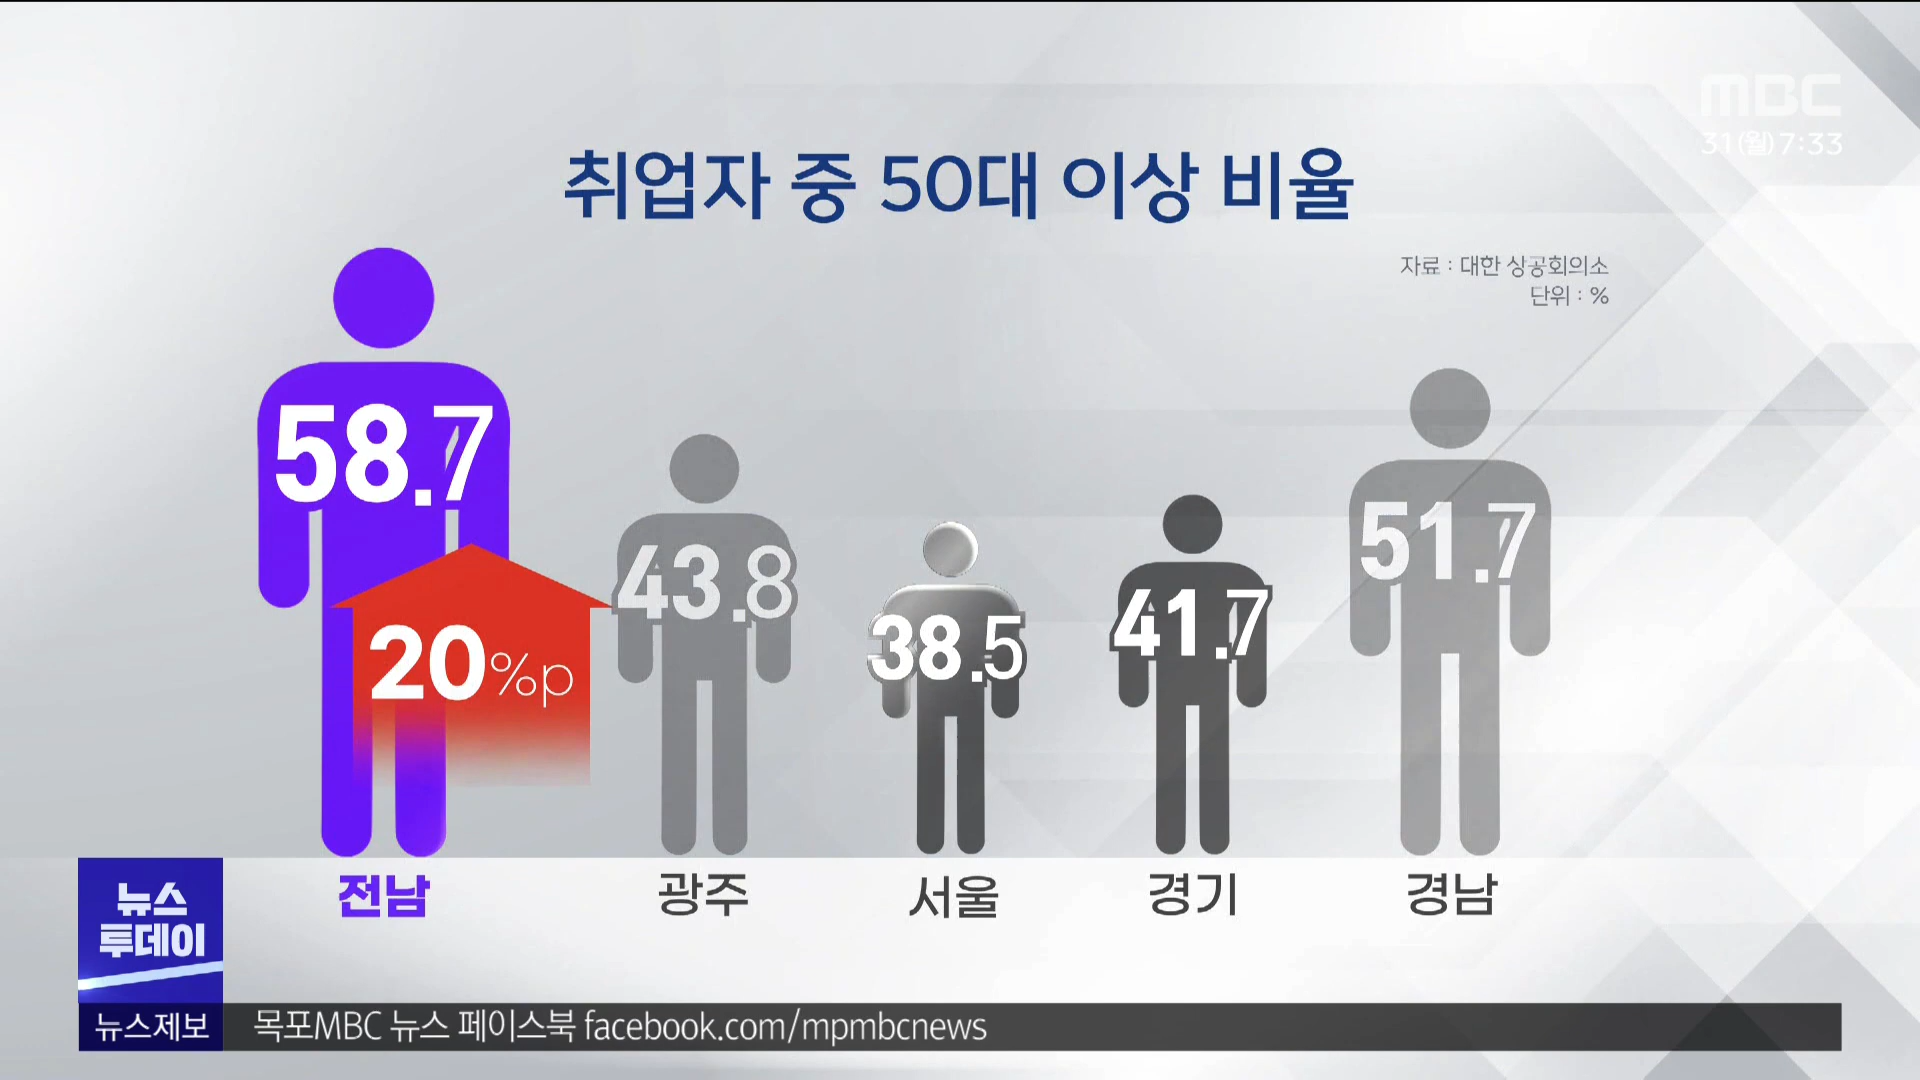 MBC
31(월)7:33
취업자 중 50대 이상 비율
자료 : 대한 상공회의소
단위 : %
58.7
43.8
38.5
41.7
51.7
20%p
전남
광주
서울
경기
경남
뉴스
투데이
뉴스제보
목포MBC 뉴스 페이스북 facebook.com/mpmbcnews